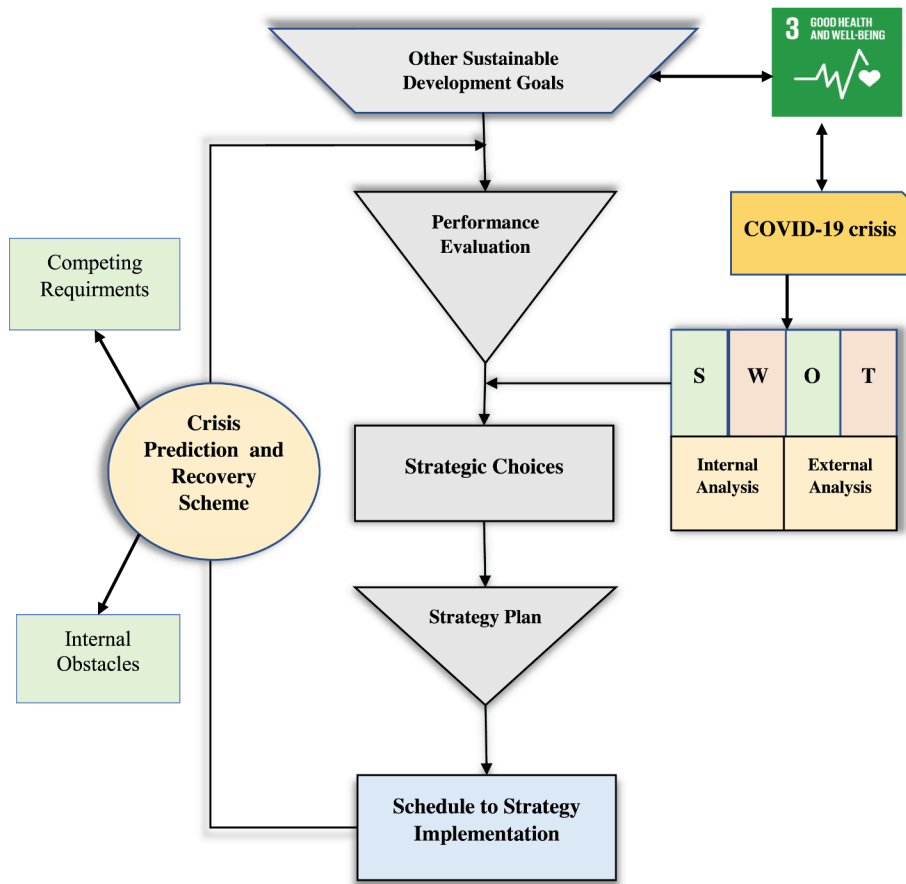 Other Sustainable
Development Goals
3 GOOD HEALTH
AND WELL-BEING
Performance
Evaluation
COVID-19 crisis
Competing
Requirments
S W O T
Internal
Analysis
External
Analysis
Crisis
Prediction and
Recovery
Scheme
Strategic Choices
Strategy Plan
Internal
Obstacles
Schedule to Strategy
Implementation